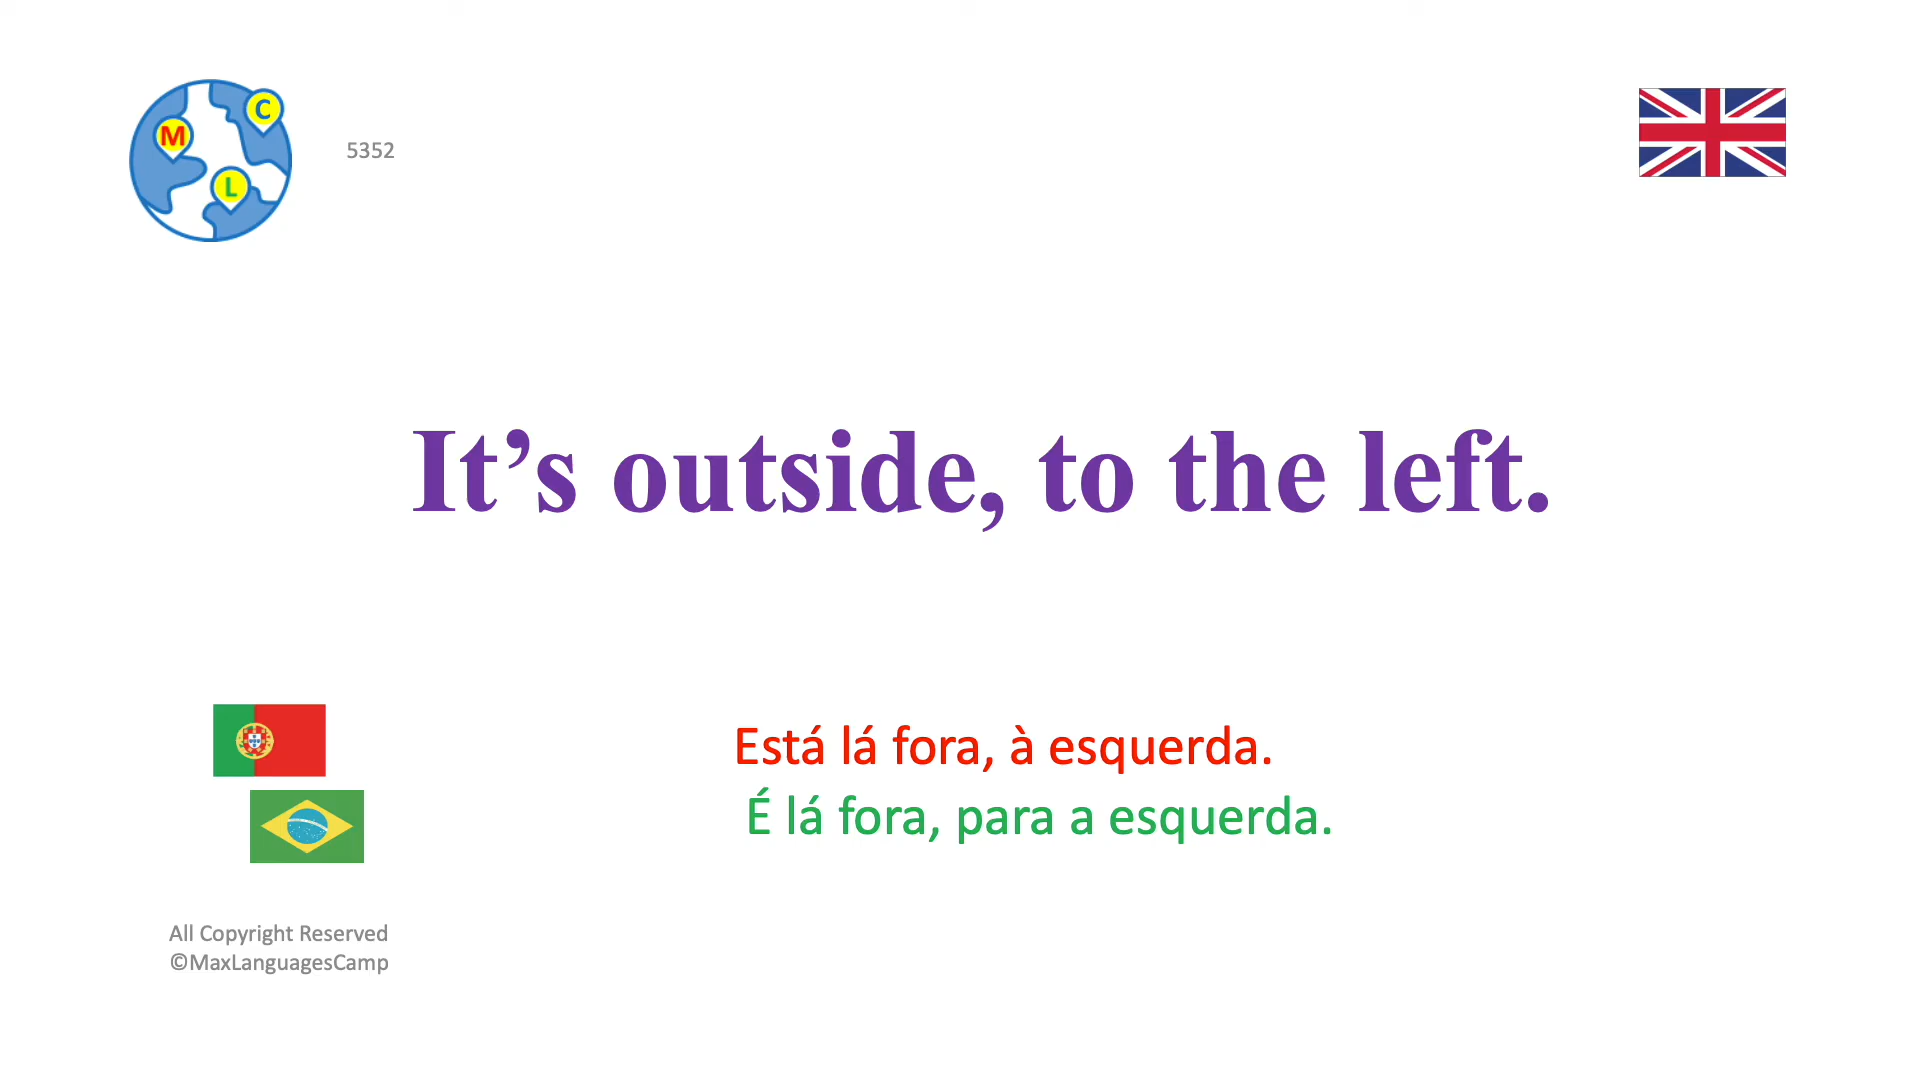 M
C
L
5352
It’s outside, to the left.
Está lá fora, à esquerda.
É lá fora, para a esquerda.
All Copyright Reserved
©MaxLanguagesCamp